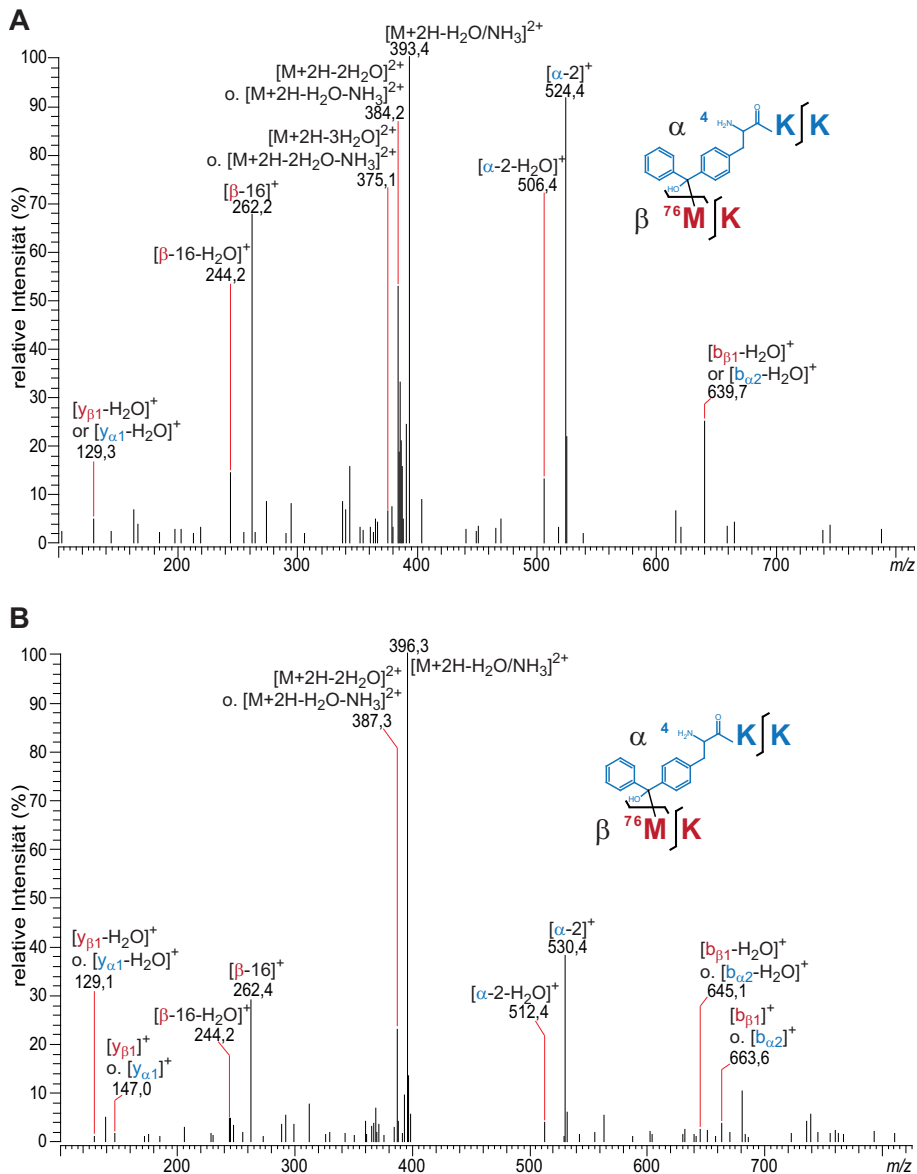 A
relative Intensität (%)
100
90
80
70
60
50
40
30
20
10
0
200
300
400
500
600
700
m/z
[M+2H-H₂O/NH₃]²⁺
393,4
[M+2H-2H₂O]²⁺
o. [M+2H-H₂O-NH₃]²⁺
384,2
[M+2H-3H₂O]²⁺
o. [M+2H-2H₂O-NH₃]²⁺
375,1
[β-16]⁺
262,2
[β-16-H₂O]⁺
244,2
[yβ1-H₂O]⁺
or [yα1-H₂O]⁺
129,3
[α-2]⁺
524,4
[α-2-H₂O]⁺
506,4
[bβ1-H₂O]⁺
or [bα2-H₂O]⁺
639,7
α 4 H₂N O K K
HO
β 76M K
B
relative Intensität (%)
100
90
80
70
60
50
40
30
20
10
0
200
300
400
500
600
700
m/z
396,3
[M+2H-H₂O/NH₃]²⁺
[M+2H-2H₂O]²⁺
o. [M+2H-H₂O-NH₃]²⁺
387,3
[yβ1-H₂O]⁺
o. [yα1-H₂O]⁺
129,1
[yβ1]⁺
o. [yα1]⁺
147,0
[β-16]⁺
262,4
[β-16-H₂O]⁺
244,2
[α-2]⁺
530,4
[α-2-H₂O]⁺
512,4
[bβ1-H₂O]⁺
o. [bα2-H₂O]⁺
645,1
[bβ1]⁺
o. [bα2]⁺
663,6
α 4 H₂N O K K
HO
β 76M K